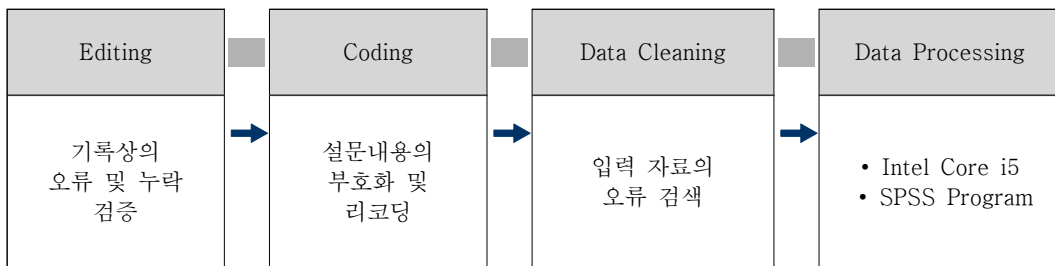 Editing
Coding
Data Cleaning
Data Processing
기록상의
오류 및 누락
검증
설문내용의
부호화 및
리코딩
입력 자료의
오류 검색
• Intel Core i5
• SPSS Program